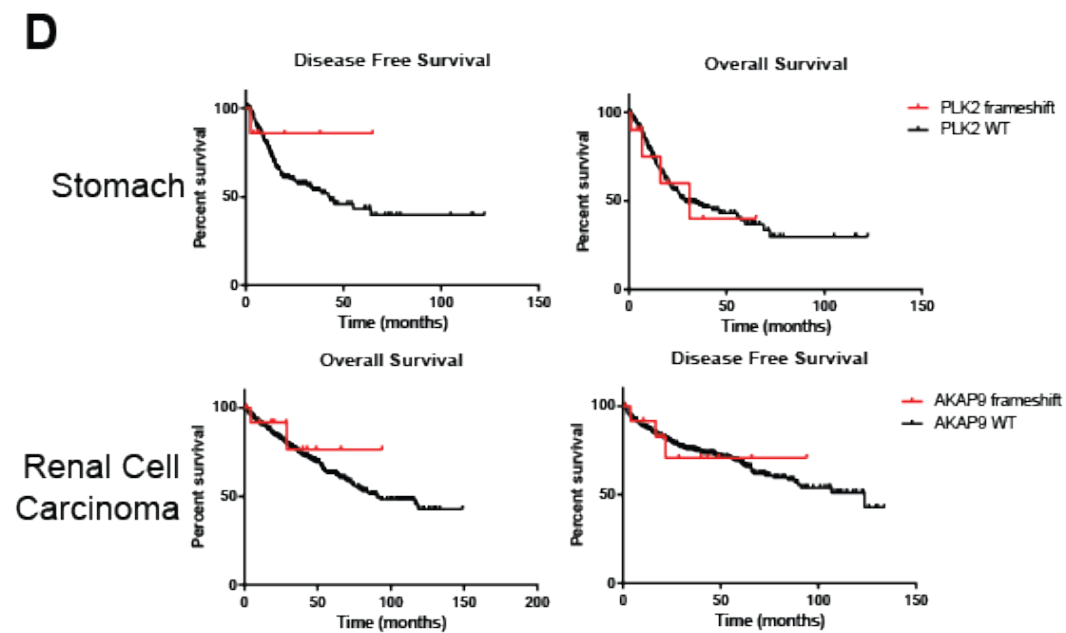 D
Disease Free Survival
Overall Survival
PLK2 frameshift
PLK2 WT
Stomach
Percent survival
100
50
0
0 50 100 150
Time (months)
Percent survival
100
50
0
0 50 100 150
Time (months)
Overall Survival
Disease Free Survival
AKAP9 frameshift
AKAP9 WT
Renal Cell
Carcinoma
Percent survival
100
50
0
0 50 100 150 200
Time (months)
Percent survival
100
50
0
0 50 100 150
Time (months)